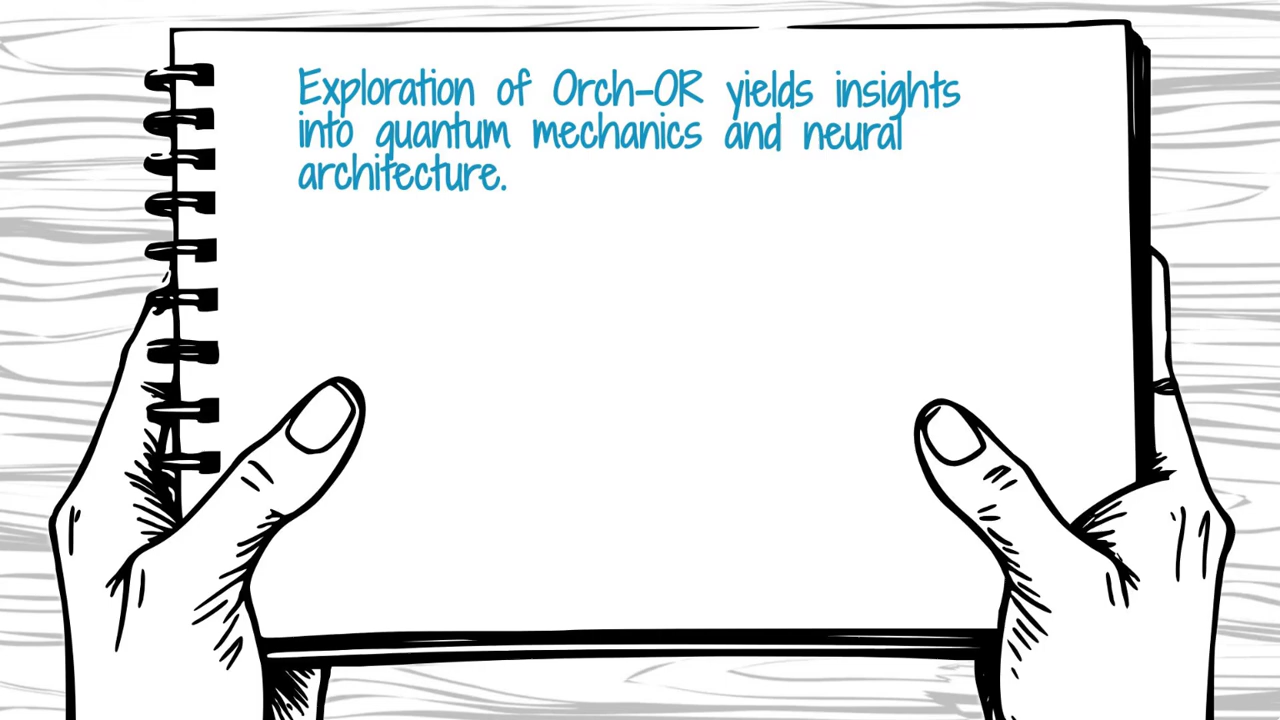 Exploration of Orch-OR yields insights
into quantum mechanics and neural
architecture.